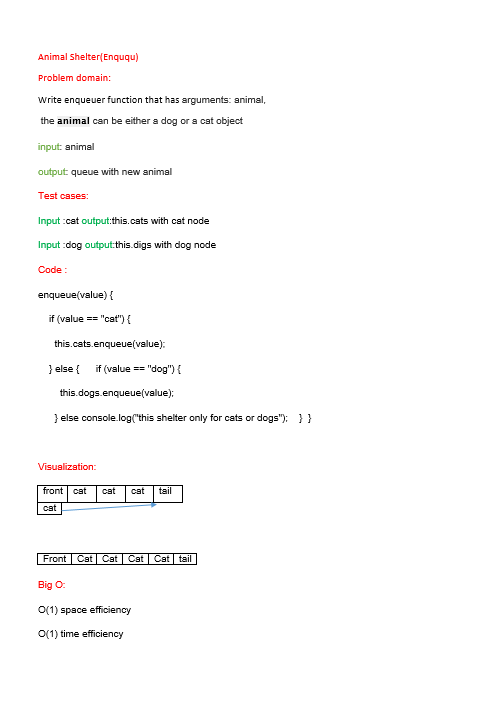 Animal Shelter(Enququ)
Problem domain:
Write enqueuer function that has arguments: animal,
the animal can be either a dog or a cat object
input: animal
output: queue with new animal
Test cases:
Input :cat output:this.cats with cat node
Input :dog output:this.digs with dog node
Code :
enqueue(value) {
if (value == "cat") {
this.cats.enqueue(value);
} else { if (value == "dog") {
this.dogs.enqueue(value);
} else console.log("this shelter only for cats or dogs"); } }
Visualization:
front cat cat cat tail
cat
Front Cat Cat Cat Cat tail
Big O:
O(1) space efficiency
O(1) time efficiency